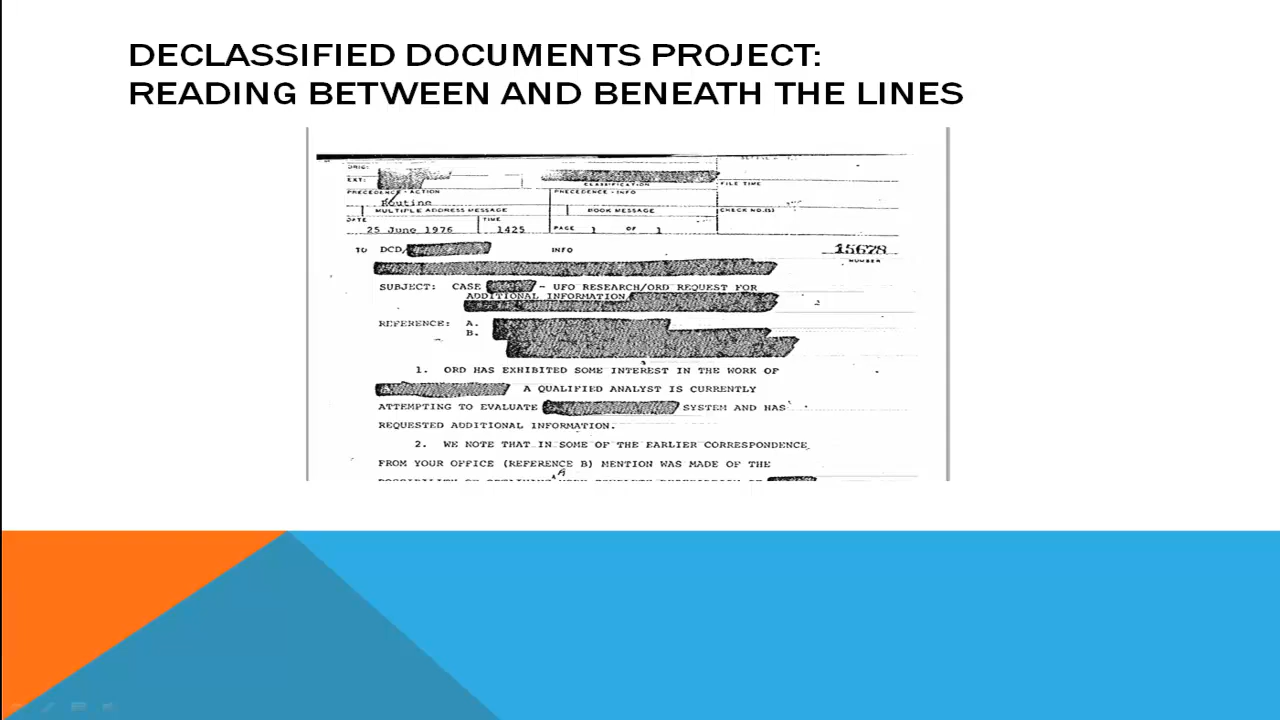 DECLASSIFIED DOCUMENTS PROJECT:
READING BETWEEN AND BENEATH THE LINES
ORIG:
EXT:
CLASSIFICATION
FILE TIME
PRECEDENCE - ACTION
PRECEDENCE - INFO
Routine
MULTIPLE ADDRESS MESSAGE
BOOK MESSAGE
CHECK NO.(S)
DATE
TIME
25 June 1976
1425
PAGE 1 OF 1
TO DCD/
INFO
15678
NUMBER
SUBJECT: CASE - UFO RESEARCH/ORD REQUEST FOR
ADDITIONAL INFORMATION
REFERENCE: A.
B.
1. ORD HAS EXHIBITED SOME INTEREST IN THE WORK OF
A QUALIFIED ANALYST IS CURRENTLY
ATTEMPTING TO EVALUATE SYSTEM AND HAS
REQUESTED ADDITIONAL INFORMATION.
2. WE NOTE THAT IN SOME OF THE EARLIER CORRESPONDENCE
FROM YOUR OFFICE (REFERENCE B) MENTION WAS MADE OF THE